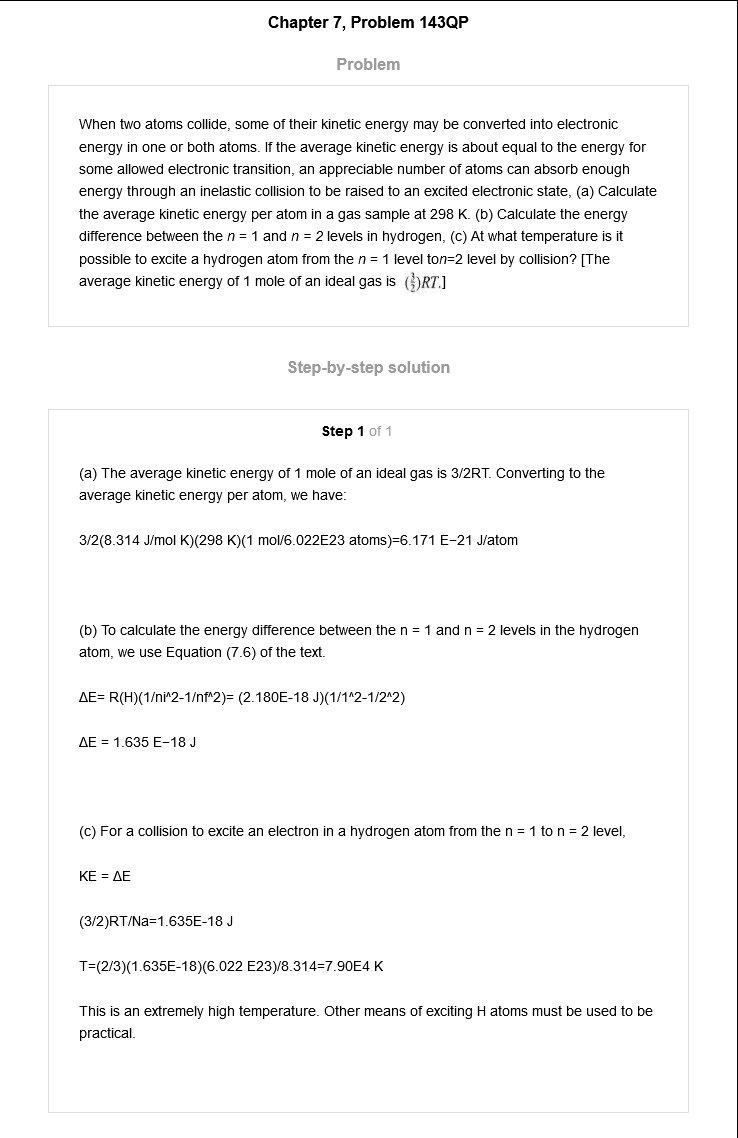 Chapter 7, Problem 143QP
Problem
When two atoms collide, some of their kinetic energy may be converted into electronic
energy in one or both atoms. If the average kinetic energy is about equal to the energy for
some allowed electronic transition, an appreciable number of atoms can absorb enough
energy through an inelastic collision to be raised to an excited electronic state, (a) Calculate
the average kinetic energy per atom in a gas sample at 298 K. (b) Calculate the energy
difference between the n = 1 and n = 2 levels in hydrogen, (c) At what temperature is it
possible to excite a hydrogen atom from the n = 1 level ton=2 level by collision? [The
average kinetic energy of 1 mole of an ideal gas is (3/2)RT.]
Step-by-step solution
Step 1 of 1
(a) The average kinetic energy of 1 mole of an ideal gas is 3/2RT. Converting to the
average kinetic energy per atom, we have:
3/2(8.314 J/mol K)(298 K)(1 mol/6.022E23 atoms)=6.171 E−21 J/atom
(b) To calculate the energy difference between the n = 1 and n = 2 levels in the hydrogen
atom, we use Equation (7.6) of the text.
ΔE= R(H)(1/ni^2-1/nf^2)= (2.180E-18 J)(1/1^2-1/2^2)
ΔE = 1.635 E−18 J
(c) For a collision to excite an electron in a hydrogen atom from the n = 1 to n = 2 level,
KE = ΔE
(3/2)RT/Na=1.635E-18 J
T=(2/3)(1.635E-18)(6.022 E23)/8.314=7.90E4 K
This is an extremely high temperature. Other means of exciting H atoms must be used to be
practical.